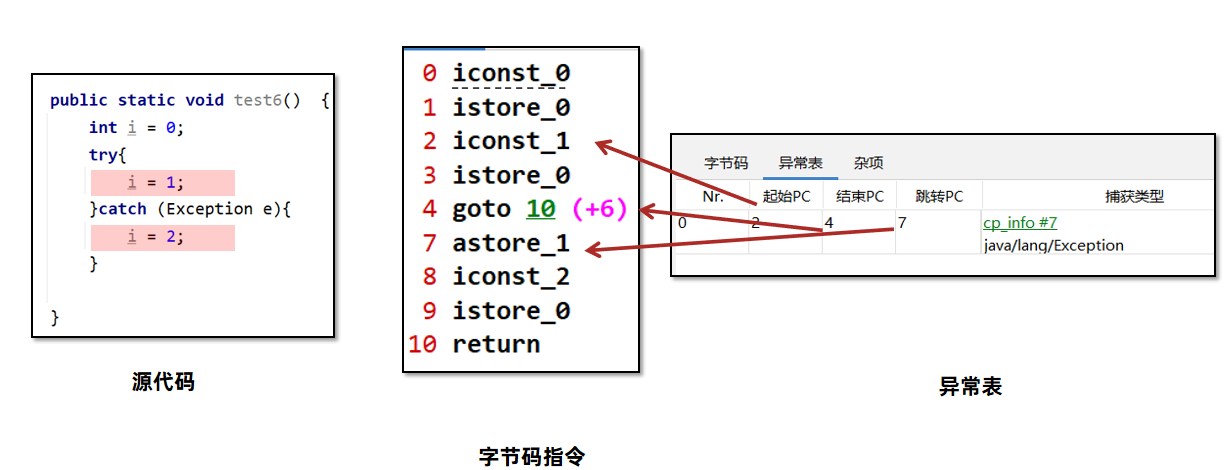 public static void test6() {
int i = 0;
try{
i = 1;
}catch (Exception e){
i = 2;
}
}
源代码
0 iconst_0
1 istore_0
2 iconst_1
3 istore_0
4 goto 10 (+6)
7 astore_1
8 iconst_2
9 istore_0
10 return
字节码指令
字节码 异常表 杂项
Nr. 起始PC 结束PC 跳转PC 捕获类型
0 2 4 7 cp_info #7
java/lang/Exception
异常表